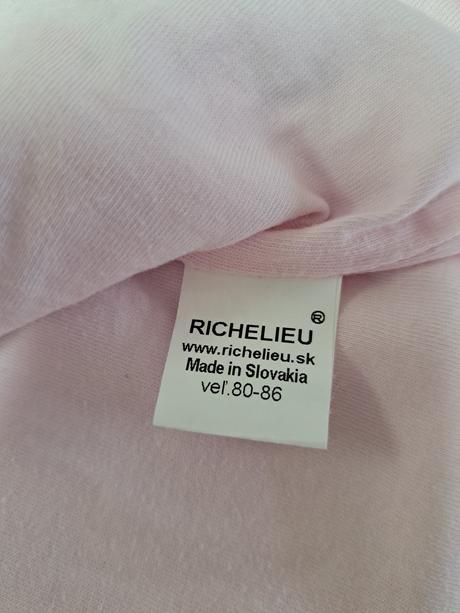 RICHELIEU ®
www.richelieu.sk
Made in Slovakia
veľ.80-86